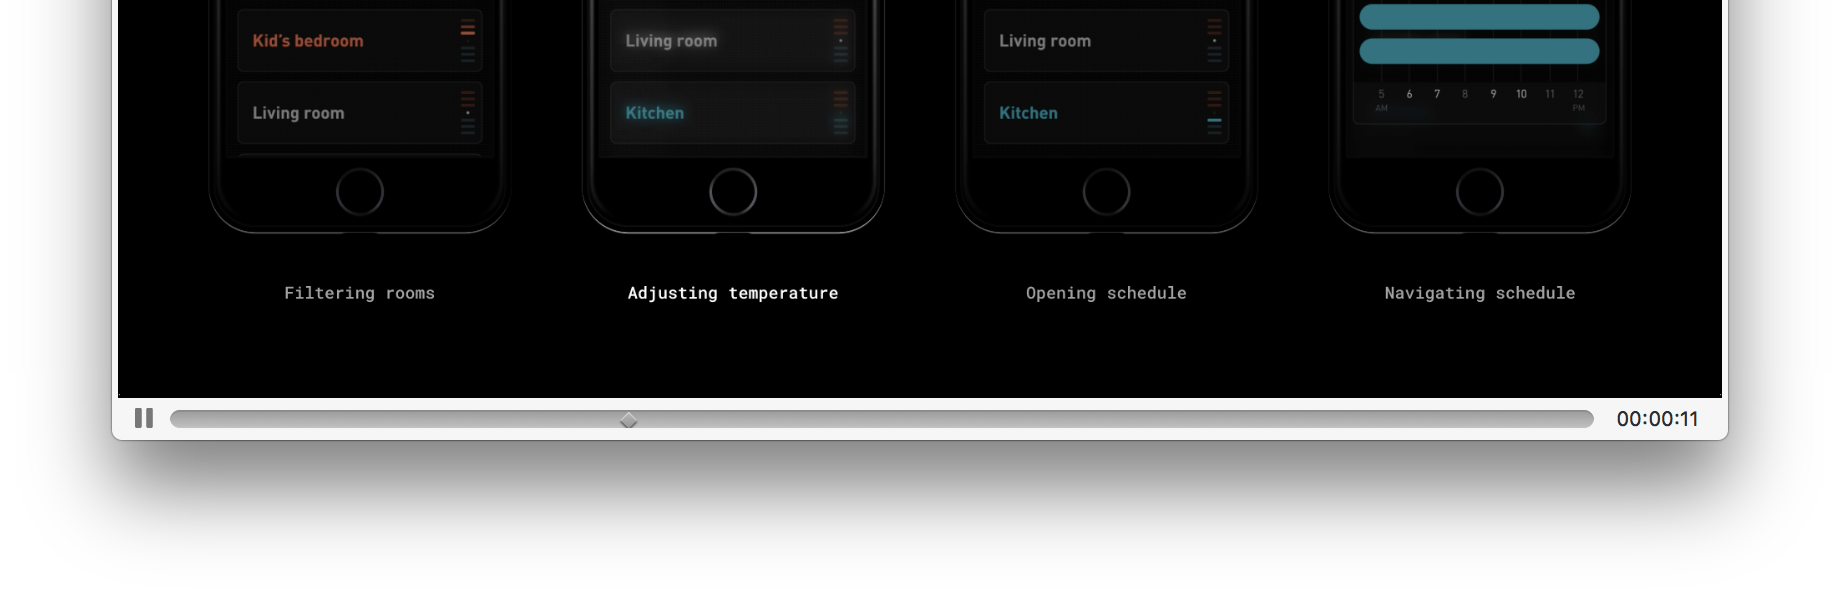 Kid's bedroom
Living room
Living room
Kitchen
Living room
Kitchen
5 6 7 8 9 10 11 12
AM PM
Filtering rooms
Adjusting temperature
Opening schedule
Navigating schedule
00:00:11